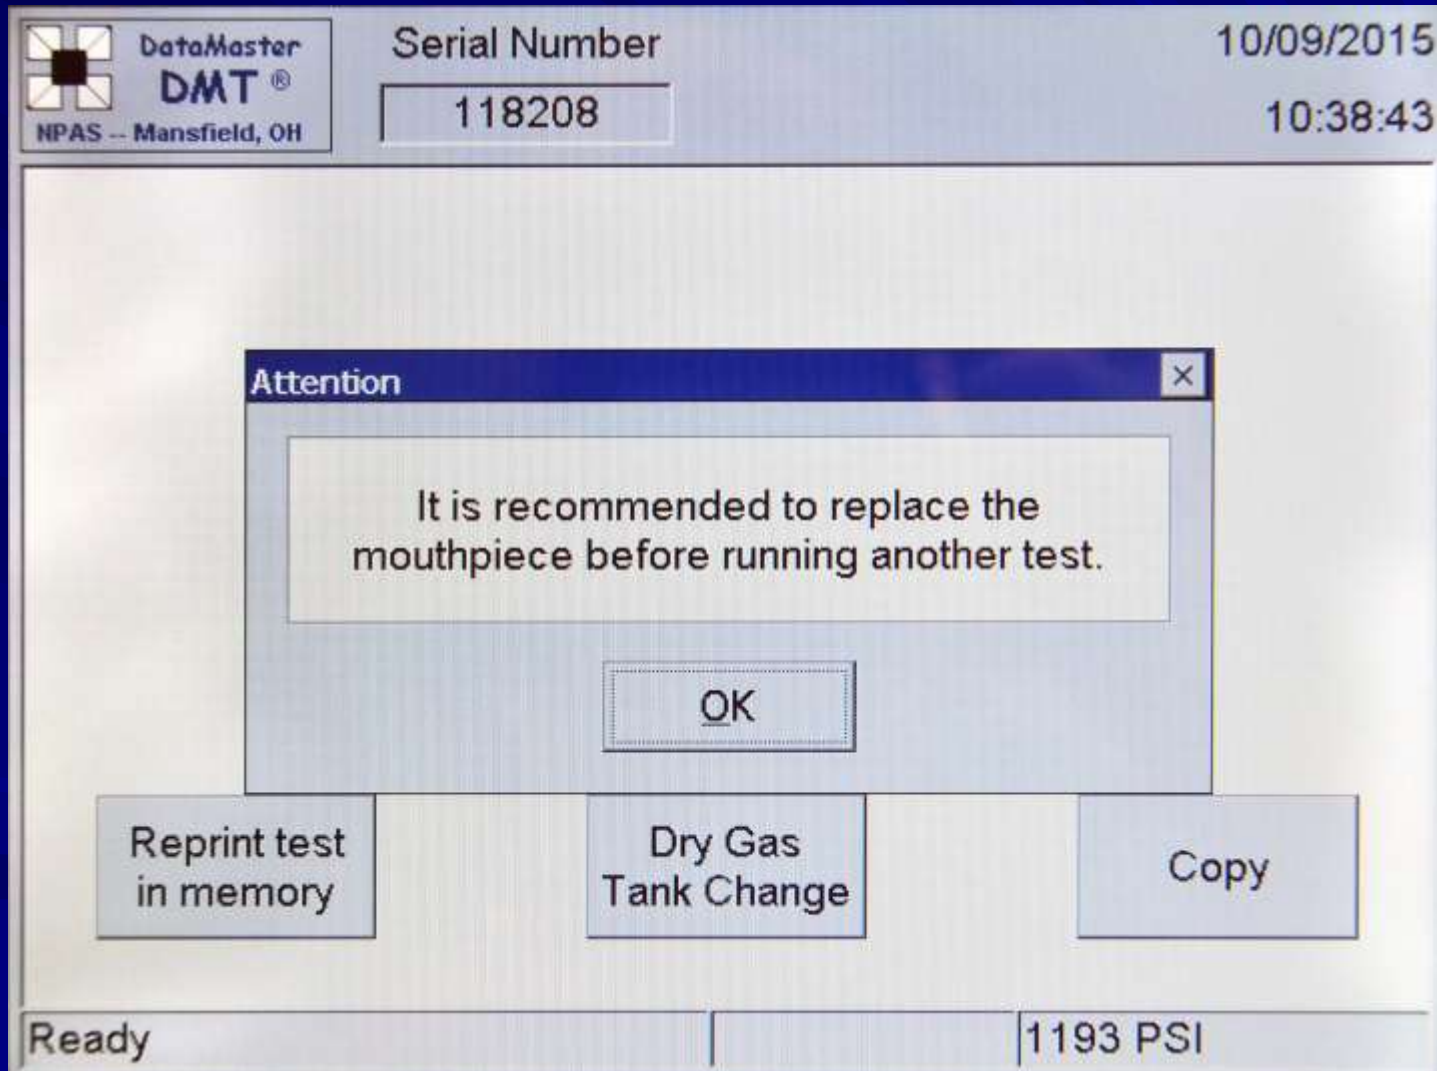 DataMaster
DMT ®
NPAS -- Mansfield, OH
Serial Number
118208
10/09/2015
10:38:43
Attention
It is recommended to replace the
mouthpiece before running another test.
OK
Reprint test
in memory
Dry Gas
Tank Change
Copy
Ready
1193 PSI